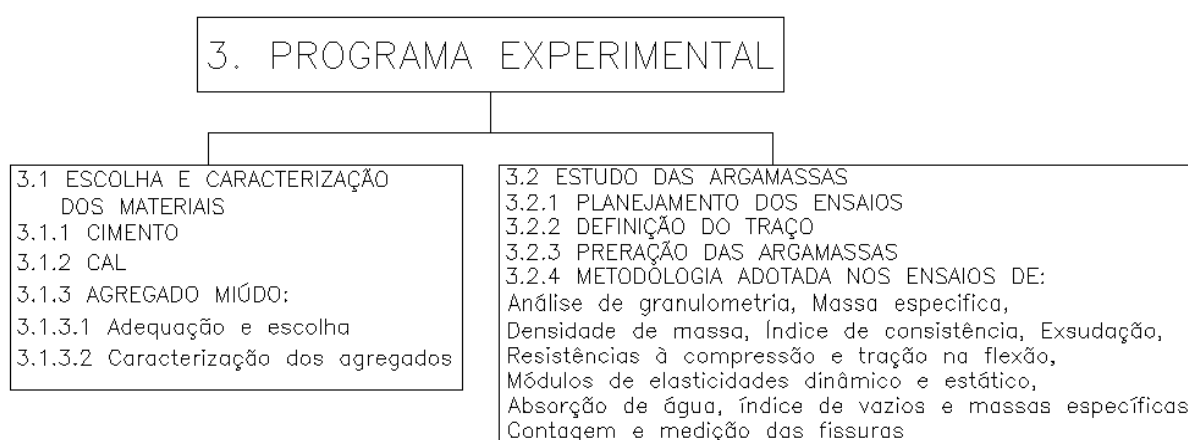 3. PROGRAMA EXPERIMENTAL
3.1 ESCOLHA E CARACTERIZAÇÃO
DOS MATERIAIS
3.1.1 CIMENTO
3.1.2 CAL
3.1.3 AGREGADO MIÚDO:
3.1.3.1 Adequação e escolha
3.1.3.2 Caracterização dos agregados
3.2 ESTUDO DAS ARGAMASSAS
3.2.1 PLANEJAMENTO DOS ENSAIOS
3.2.2 DEFINIÇÃO DO TRAÇO
3.2.3 PRERAÇÃO DAS ARGAMASSAS
3.2.4 METODOLOGIA ADOTADA NOS ENSAIOS DE:
Análise de granulometria, Massa especifica,
Densidade de massa, Índice de consistência, Exsudação,
Resistências à compressão e tração na flexão,
Módulos de elasticidades dinâmico e estático,
Absorção de água, índice de vazios e massas específicas
Contagem e medição das fissuras